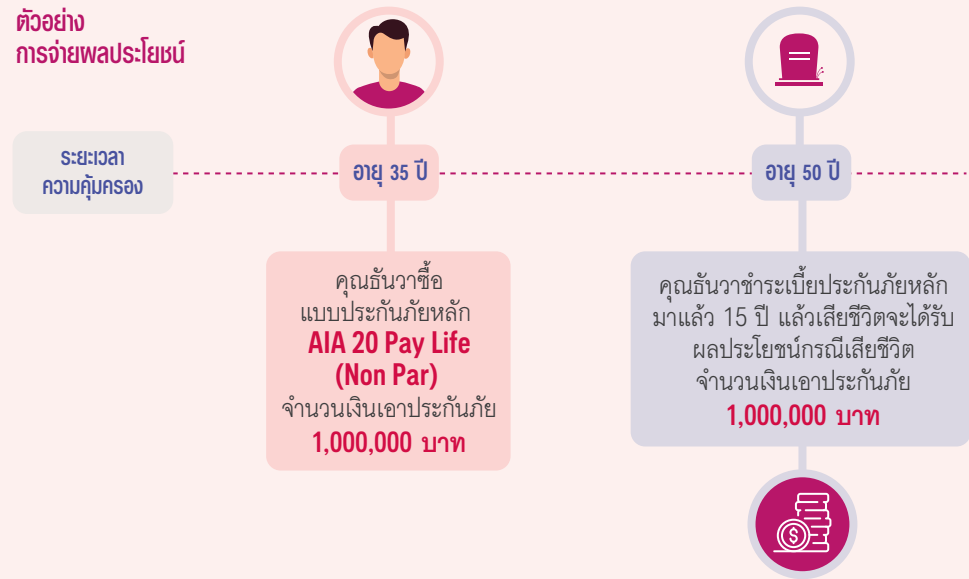 ตัวอย่าง
การจ่ายผลประโยชน์
ระยะเวลา
ความคุ้มครอง
อายุ 35 ปี
อายุ 50 ปี
คุณธันวาซื้อ
แบบประกันภัยหลัก
AIA 20 Pay Life
(Non Par)
จำนวนเงินเอาประกันภัย
1,000,000 บาท
คุณธันวาชำระเบี้ยประกันภัยหลัก
มาแล้ว 15 ปี แล้วเสียชีวิตจะได้รับ
ผลประโยชน์กรณีเสียชีวิต
จำนวนเงินเอาประกันภัย
1,000,000 บาท
$